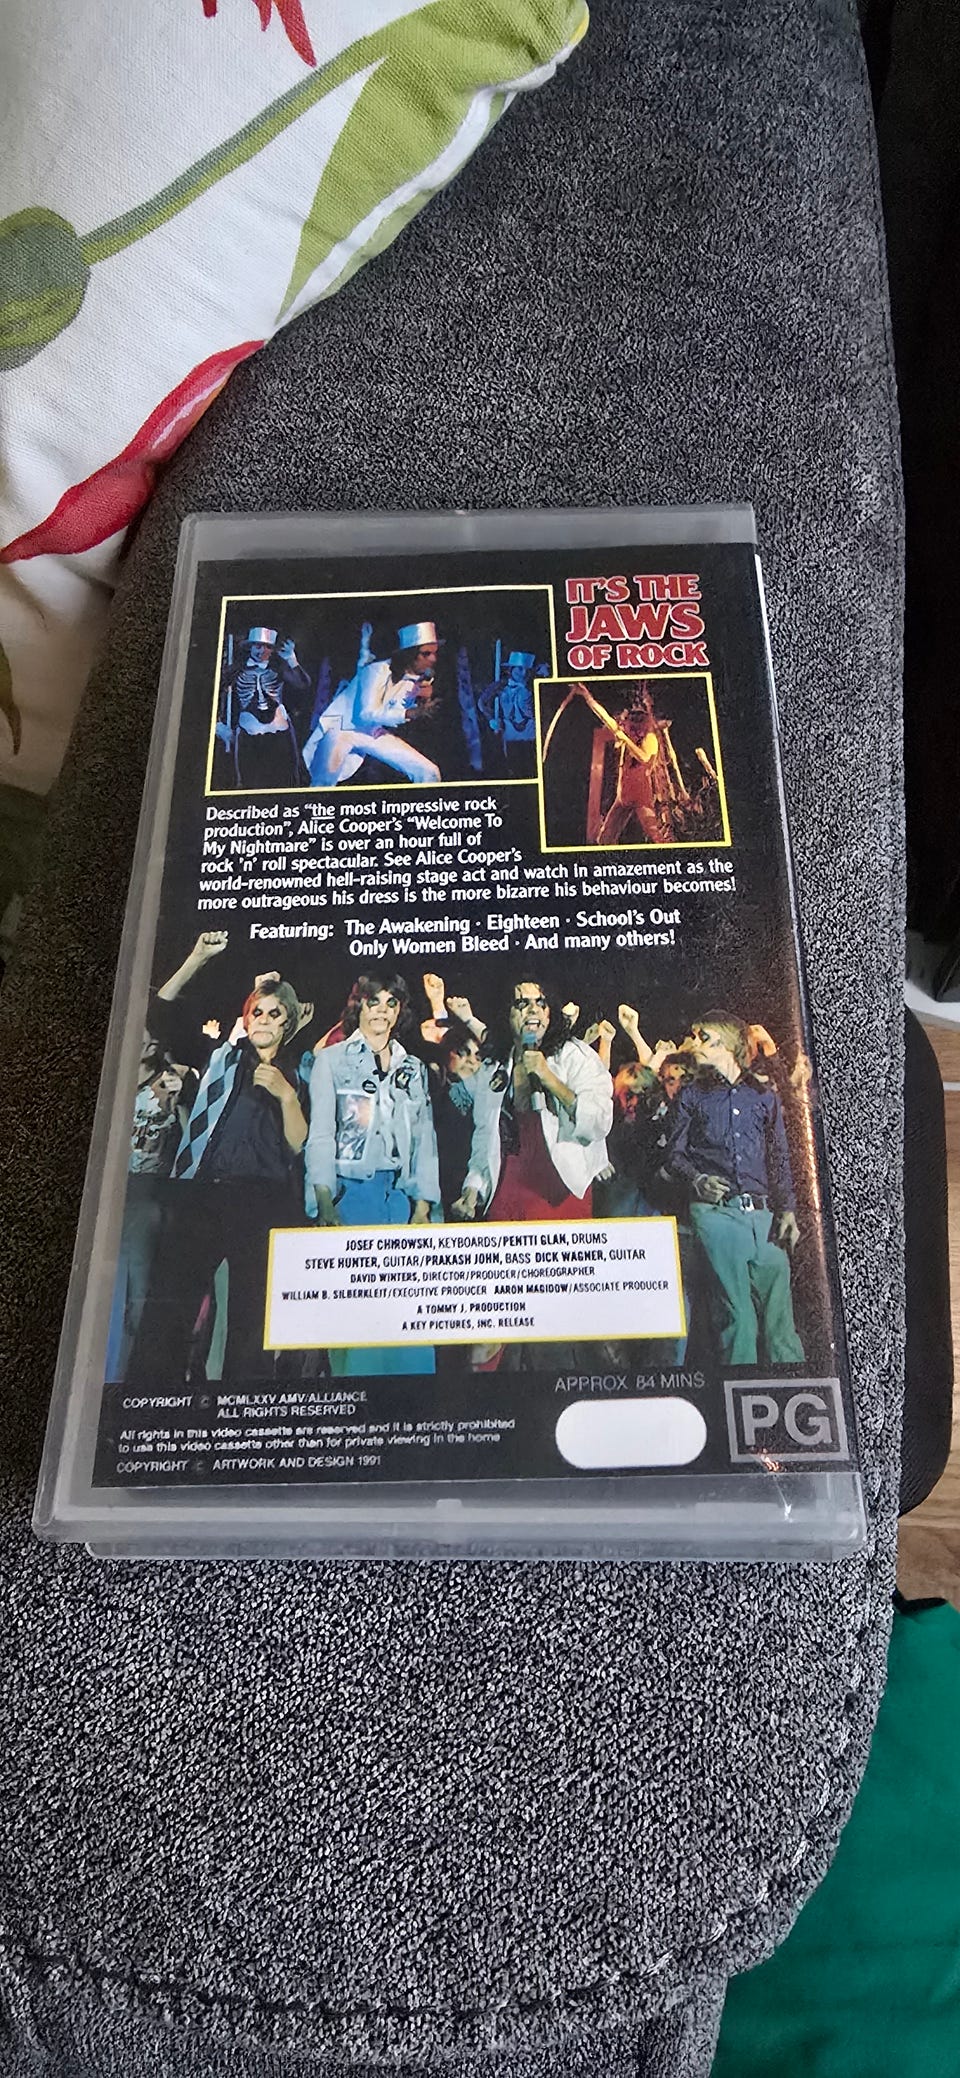 IT'S THE
JAWS
OF ROCK
Described as "the most impressive rock
production", Alice Cooper's "Welcome To
My Nightmare" is over an hour full of
rock 'n' roll spectacular. See Alice Cooper's
world-renowned hell-raising stage act and watch in amazement as the
more outrageous his dress is the more bizarre his behaviour becomes!
Featuring: The Awakening · Eighteen · School's Out
Only Women Bleed · And many others!
JOSEF CHIROWSKI, KEYBOARDS/PENTTI GLAN, DRUMS
STEVE HUNTER, GUITAR/PRAKASH JOHN, BASS DICK WAGNER, GUITAR
DAVID WINTERS, DIRECTOR/PRODUCER/CHOREOGRAPHER
WILLIAM B. SILBERKLEIT/EXECUTIVE PRODUCER AARON MAGIDOW/ASSOCIATE PRODUCER
A TOMMY J. PRODUCTION
A KEY PICTURES, INC. RELEASE
APPROX 84 MINS
PG
COPYRIGHT © MCMLXXV AMV/ALLIANCE
ALL RIGHTS RESERVED
All rights in this video cassette are reserved and it is strictly prohibited
to use this video cassette other than for private viewing in the home
COPYRIGHT © ARTWORK AND DESIGN 1991